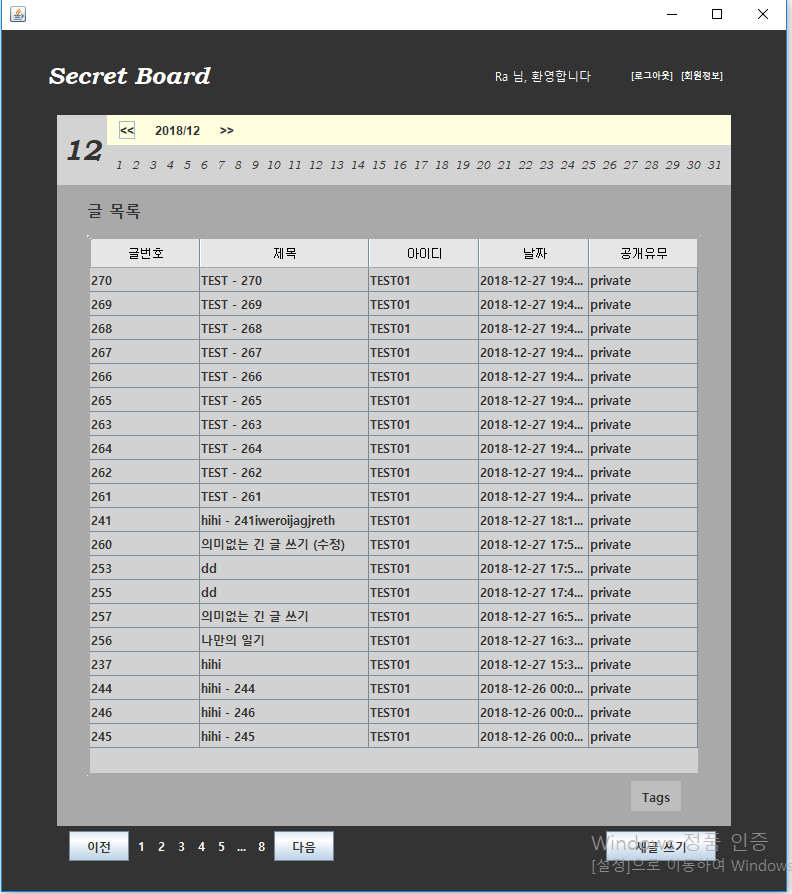 Secret Board
Ra 님, 환영합니다 [로그아웃] [회원정보]
12
<< 2018/12 >>
1 2 3 4 5 6 7 8 9 10 11 12 13 14 15 16 17 18 19 20 21 22 23 24 25 26 27 28 29 30 31
글 목록
글번호 제목 아이디 날짜 공개유무
270 TEST - 270 TEST01 2018-12-27 19:4... private
269 TEST - 269 TEST01 2018-12-27 19:4... private
268 TEST - 268 TEST01 2018-12-27 19:4... private
267 TEST - 267 TEST01 2018-12-27 19:4... private
266 TEST - 266 TEST01 2018-12-27 19:4... private
265 TEST - 265 TEST01 2018-12-27 19:4... private
263 TEST - 263 TEST01 2018-12-27 19:4... private
264 TEST - 264 TEST01 2018-12-27 19:4... private
262 TEST - 262 TEST01 2018-12-27 19:4... private
261 TEST - 261 TEST01 2018-12-27 19:4... private
241 hihi - 241iweroijagjreth TEST01 2018-12-27 18:1... private
260 의미없는 긴 글 쓰기 (수정) TEST01 2018-12-27 17:5... private
253 dd TEST01 2018-12-27 17:5... private
255 dd TEST01 2018-12-27 17:4... private
257 의미없는 긴 글 쓰기 TEST01 2018-12-27 16:5... private
256 나만의 일기 TEST01 2018-12-27 16:3... private
237 hihi TEST01 2018-12-27 15:3... private
244 hihi - 244 TEST01 2018-12-26 00:0... private
246 hihi - 246 TEST01 2018-12-26 00:0... private
245 hihi - 245 TEST01 2018-12-26 00:0... private
Tags
이전 1 2 3 4 5 ... 8 다음 새글 쓰기
Windows 정품 인증
[설정]으로 이동하여 Windows